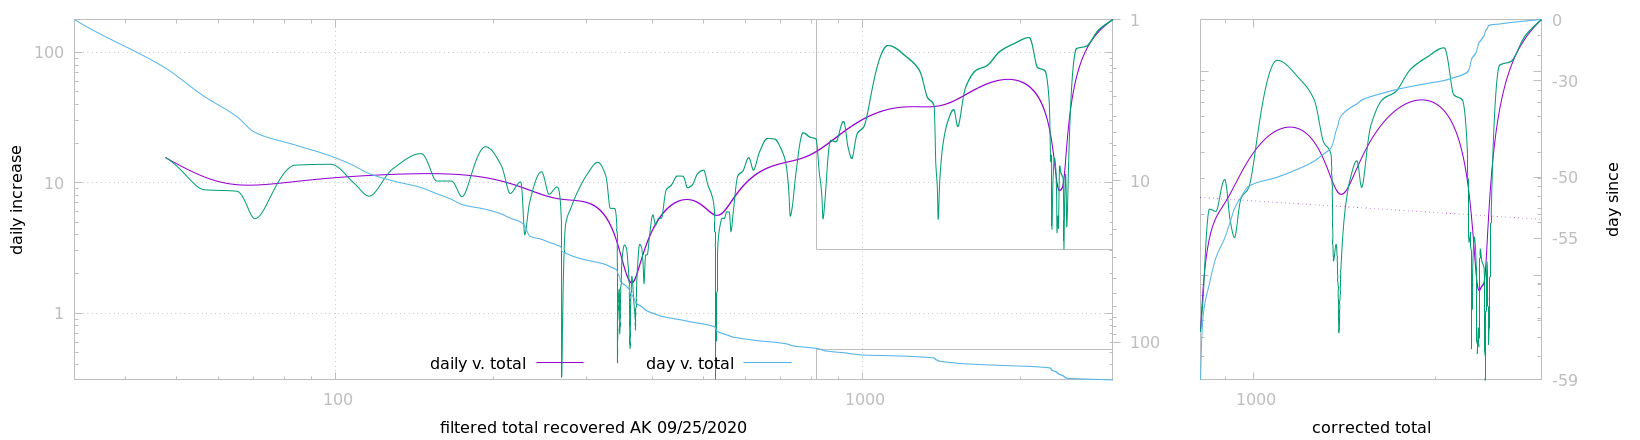 100
10
1
daily increase
100
1000
1
10
100
daily v. total
day v. total
filtered total recovered AK 09/25/2020
0
-30
-50
-55
-59
day since
1000
corrected total